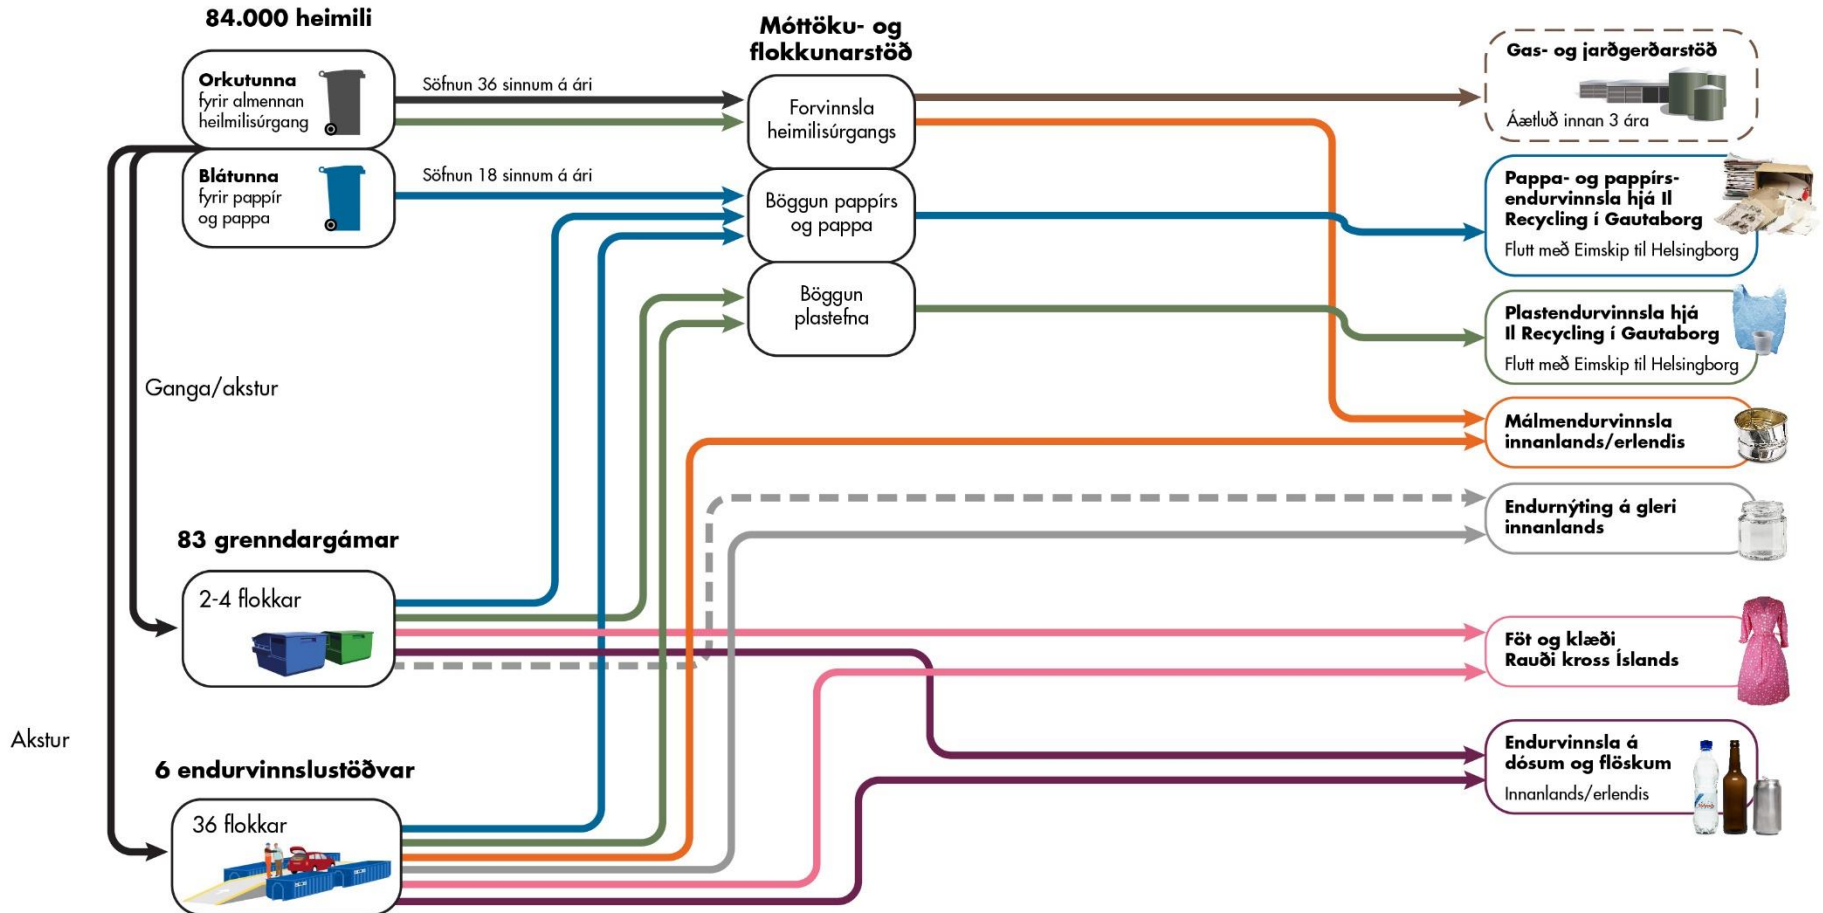 84.000 heimili
Orkutunna
fyrir almennan
heilmilisúrgang
Söfnun 36 sinnum á ári
Blátunna
fyrir pappír
og pappa
Söfnun 18 sinnum á ári
Móttöku- og
flokkunarstöð
Forvinnsla
heimilisúrgangs
Böggun pappírs
og pappa
Böggun
plastefna
Gas- og jarðgerðarstöð
Áætluð innan 3 ára
Pappa- og pappírs-
endurvinnsla hjá Il
Recycling í Gautaborg
Flutt með Eimskip til Helsingborg
Plastendurvinnsla hjá
Il Recycling í Gautaborg
Flutt með Eimskip til Helsingborg
Málmendurvinnsla
innanlands/erlendis
Endurnýting á gleri
innanlands
Föt og klæði
Rauði kross Íslands
Endurvinnsla á
dósum og flöskum
Innanlands/erlendis
Ganga/akstur
83 grenndargámar
2-4 flokkar
Akstur
6 endurvinnslustöðvar
36 flokkar